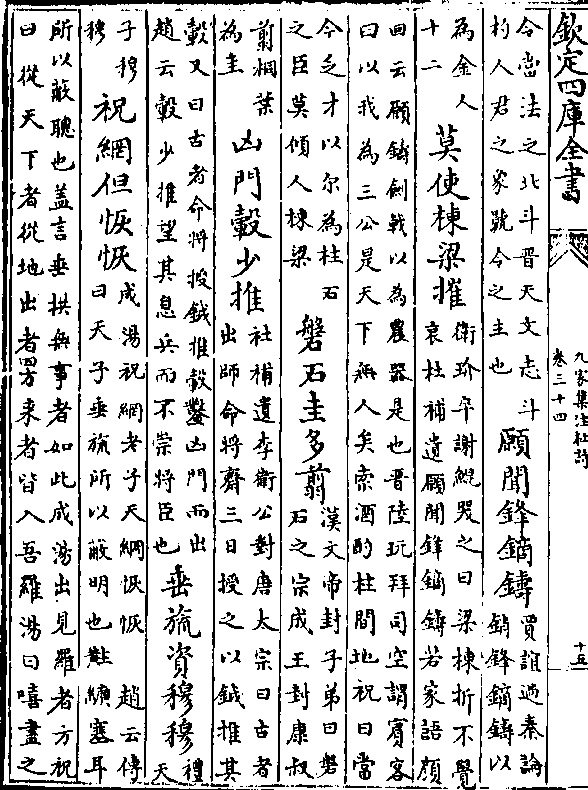 欽定四庫全書
九家集注杜詩
卷三十四
十五
令當法之北斗晉天文志斗
杓人君之象號令之主也
願聞鋒鏑鑄
賈誼過秦論
銷鋒鏑鑄以
為金人
十二
莫使棟梁摧
衛玠卒謝鯤哭之曰梁棟折不覺
哀杜補遺願聞鋒鏑鑄若家語顔
囬云願鑄劍戟以為農器是也晉陸玩拜司空謂賓客
曰以我為三公是天下無人矣索酒酌柱間地祝曰當
今乏才以尔為柱石
之臣莫傾人棟梁
磐石圭多翦
漢文帝封子弟曰磐
石之宗成王封康叔
翦桐葉
為圭
凶門轂少推
社補遺李衛公對唐太宗曰古者
出師命將齋三日授之以鉞推其
轂又曰古者命將授鉞推轂鑿凶門而出
趙云轂少推望其息兵而不崇將臣也
垂旒資穆穆
禮
天
子穆
穆
祝網但恢恢
成湯祝網老子天網恢恢 趙云傳
曰天子垂旒所以蔽明也黈纊塞耳
所以蔽聰也葢言垂拱無事者如此成湯出見羅者方祝
曰從天下者從地出者四方來者皆入吾羅湯曰嘻盡之